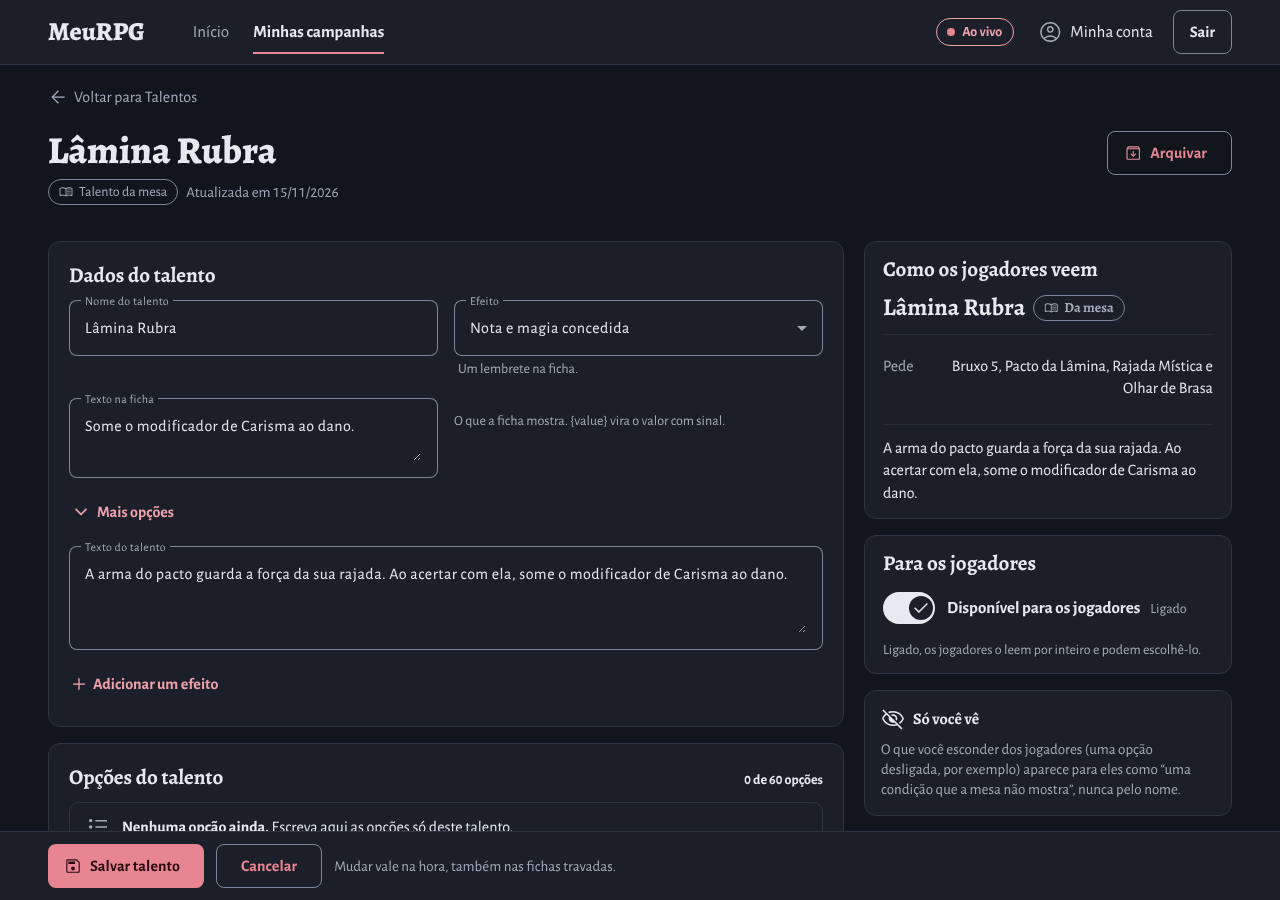 MeuRPG
Início
Minhas campanhas
Ao vivo
Minha conta
Sair
Voltar para Talentos
Lâmina Rubra
Arquivar
Talento da mesa
Atualizada em 15/11/2026
Dados do talento
Nome do talento
Lâmina Rubra
Efeito
Nota e magia concedida
Um lembrete na ficha.
Texto na ficha
Some o modificador de Carisma ao dano.
O que a ficha mostra. {value} vira o valor com sinal.
Mais opções
Texto do talento
A arma do pacto guarda a força da sua rajada. Ao acertar com ela, some o modificador de Carisma ao dano.
Adicionar um efeito
Opções do talento
0 de 60 opções
Nenhuma opção ainda. Escreva aqui as opções só deste talento.
Como os jogadores veem
Lâmina Rubra
Da mesa
Pede
Bruxo 5, Pacto da Lâmina, Rajada Mística e
Olhar de Brasa
A arma do pacto guarda a força da sua rajada. Ao
acertar com ela, some o modificador de Carisma ao
dano.
Para os jogadores
Disponível para os jogadores
Ligado
Ligado, os jogadores o leem por inteiro e podem escolhê-lo.
Só você vê
O que você esconder dos jogadores (uma opção
desligada, por exemplo) aparece para eles como “uma
condição que a mesa não mostra”, nunca pelo nome.
Salvar talento
Cancelar
Mudar vale na hora, também nas fichas travadas.